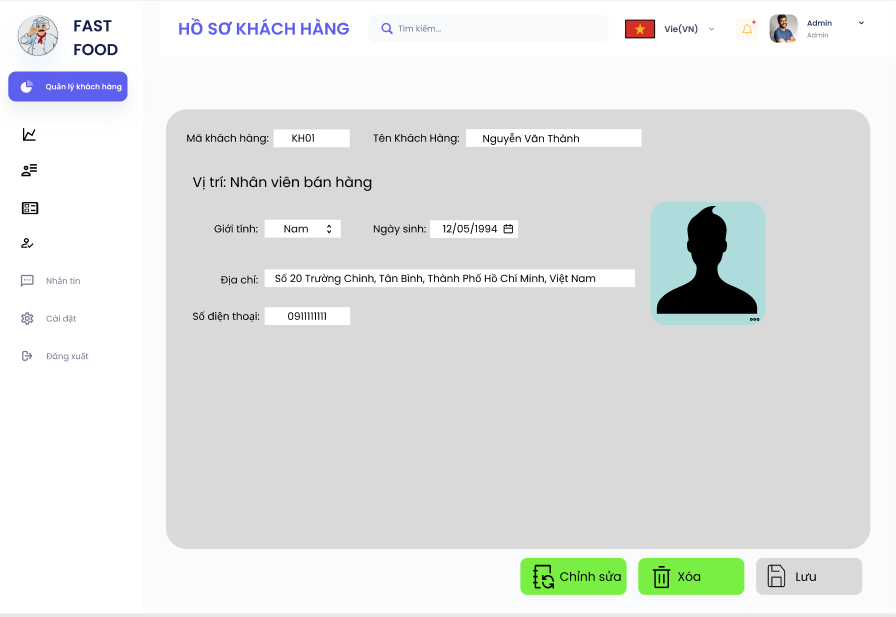 FAST
FOOD
HỒ SƠ KHÁCH HÀNG
Tìm kiếm...
Vie(VN)
Admin
Admin
Quản lý khách hàng
Nhắn tin
Cài đặt
Đăng xuất
Mã khách hàng: KH01 Tên Khách Hàng: Nguyễn Văn Thành
Vị trí: Nhân viên bán hàng
Giới tính: Nam Ngày sinh: 12/05/1994
Địa chỉ: Số 20 Trường Chinh, Tân Bình, Thành Phố Hồ Chí Minh, Việt Nam
Số điện thoại: 0911111111
Chỉnh sửa Xóa Lưu